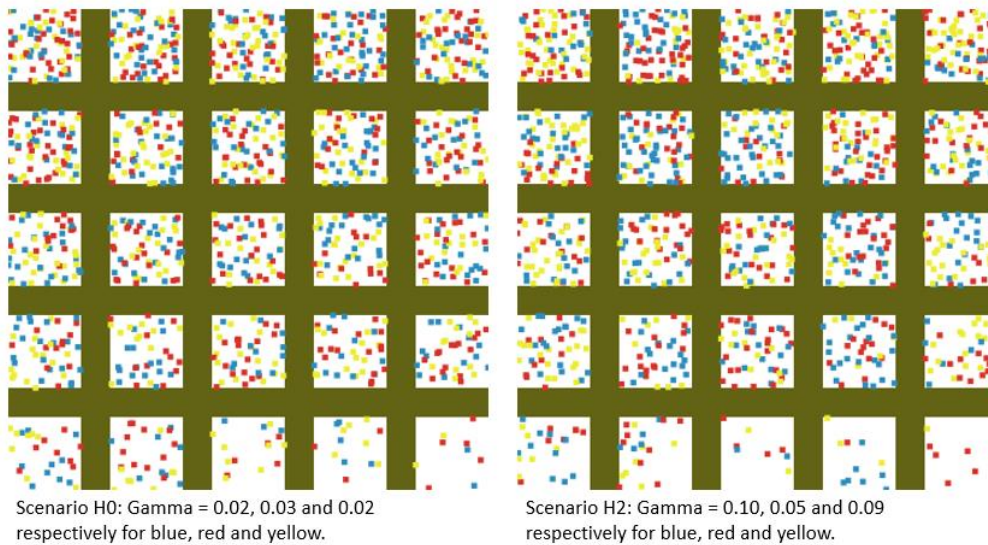 Scenario H0: Gamma = 0.02, 0.03 and 0.02
respectively for blue, red and yellow.
Scenario H2: Gamma = 0.10, 0.05 and 0.09
respectively for blue, red and yellow.